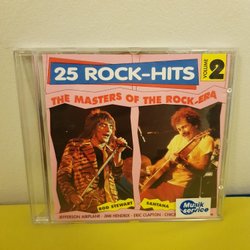 25 ROCK-HITS
VOLUME 2
THE MASTERS OF THE ROCK-ERA
ROD STEWART
SANTANA
JEFFERSON AIRPLANE · JIMI HENDRIX · ERIC CLAPTON ·
Musik
service